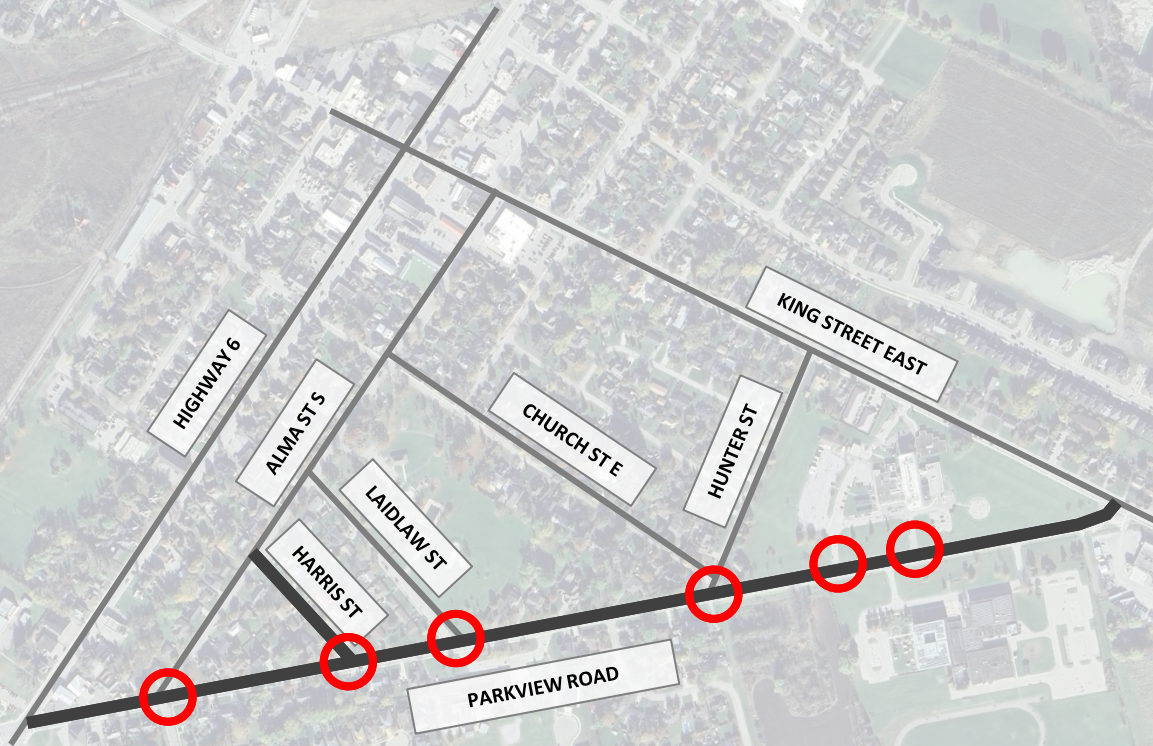 KING STREET EAST
HIGHWAY 6
ALMA ST S
CHURCH ST E
HUNTER ST
LAIDLAW ST
HARRIS ST
PARKVIEW ROAD